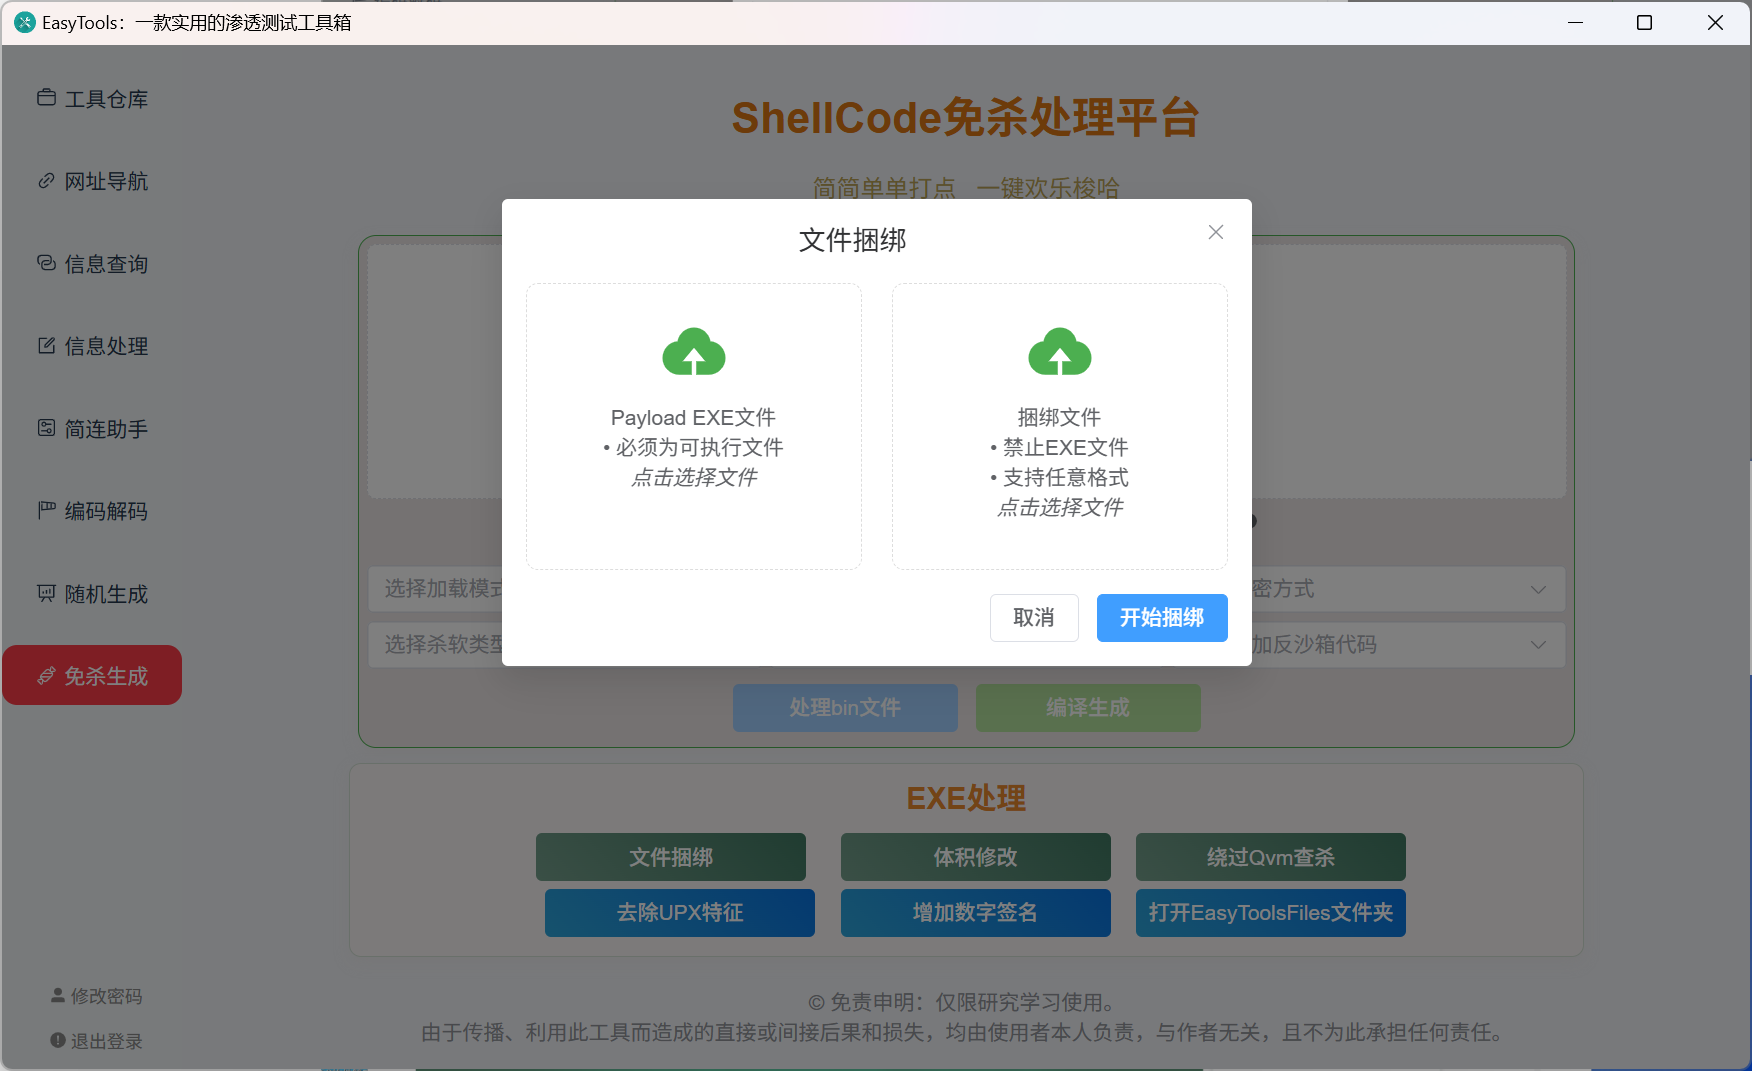 EasyTools：一款实用的渗透测试工具箱
工具仓库
网址导航
信息查询
信息处理
简连助手
编码解码
随机生成
免杀生成
修改密码
退出登录
ShellCode免杀处理平台
简简单单打点 一键欢乐梭哈
文件捆绑
Payload EXE文件
• 必须为可执行文件
点击选择文件
捆绑文件
• 禁止EXE文件
• 支持任意格式
点击选择文件
取消
开始捆绑
选择加载模式
密方式
选择杀软类型
加反沙箱代码
处理bin文件
编译生成
EXE处理
文件捆绑
体积修改
绕过Qvm查杀
去除UPX特征
增加数字签名
打开EasyToolsFiles文件夹
© 免责申明：仅限研究学习使用。
由于传播、利用此工具而造成的直接或间接后果和损失，均由使用者本人负责，与作者无关，且不为此承担任何责任。